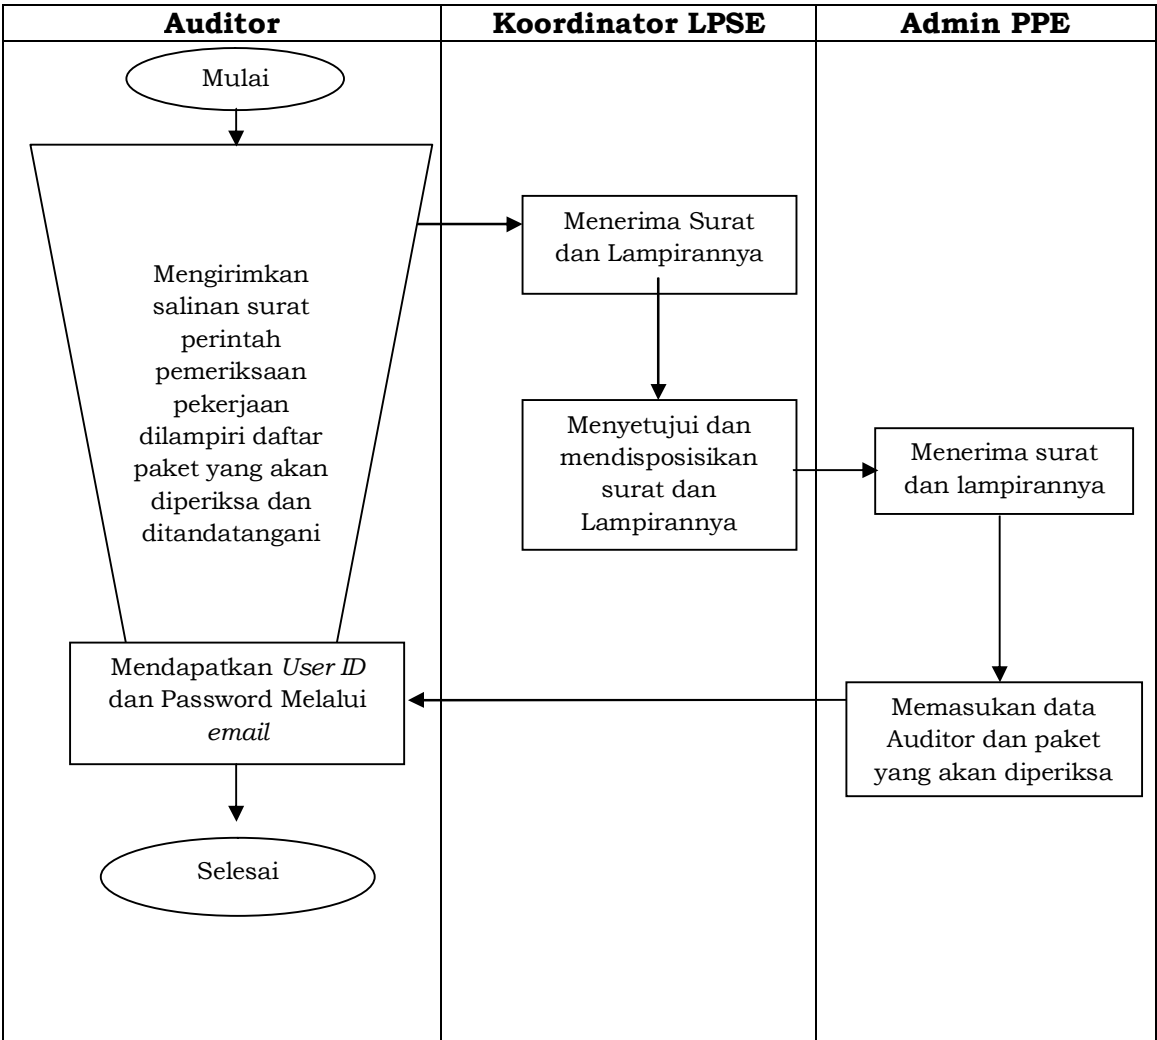 Auditor
Koordinator LPSE
Admin PPE
Mulai
Mengirimkan
salinan surat
perintah
pemeriksaan
pekerjaan
dilampiri daftar
paket yang akan
diperiksa dan
ditandatangani
Menerima Surat
dan Lampirannya
Menyetujui dan
mendisposisikan
surat dan
Lampirannya
Menerima surat
dan lampirannya
Memasukan data
Auditor dan paket
yang akan diperiksa
Mendapatkan User ID
dan Password Melalui
email
Selesai